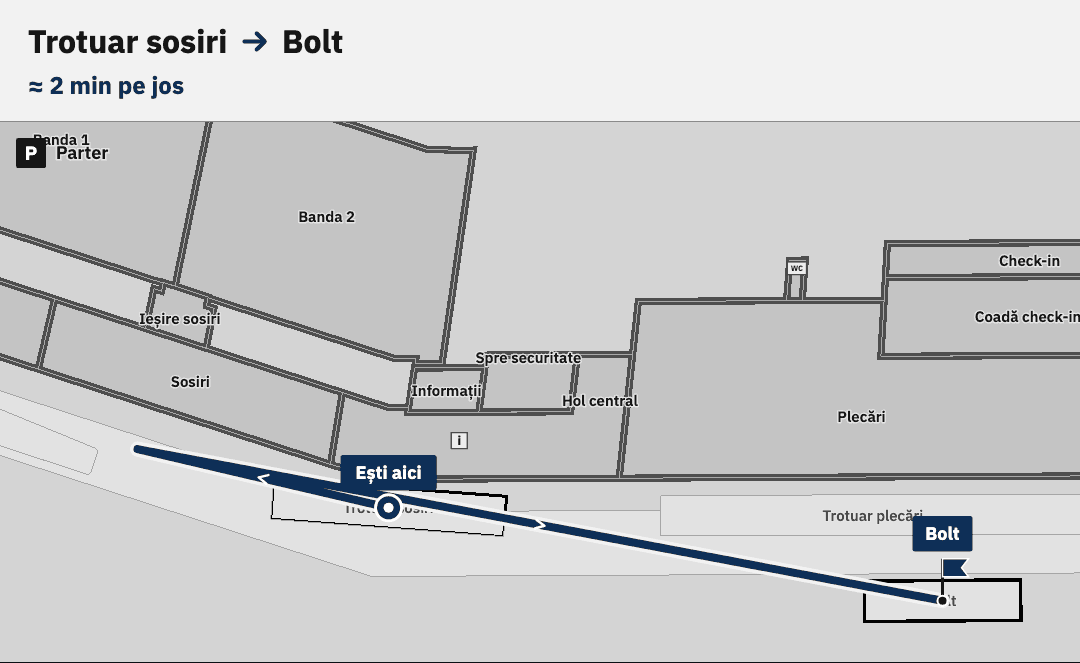 Trotuar sosiri → Bolt
≈ 2 min pe jos
Banda 1
P Parter
Banda 2
wc
Check-in
Ieșire sosiri
Coadă check-in
Spre securitate
Sosiri
Informații
Hol central
Plecări
i
Ești aici
Trotuar plecări
Bolt